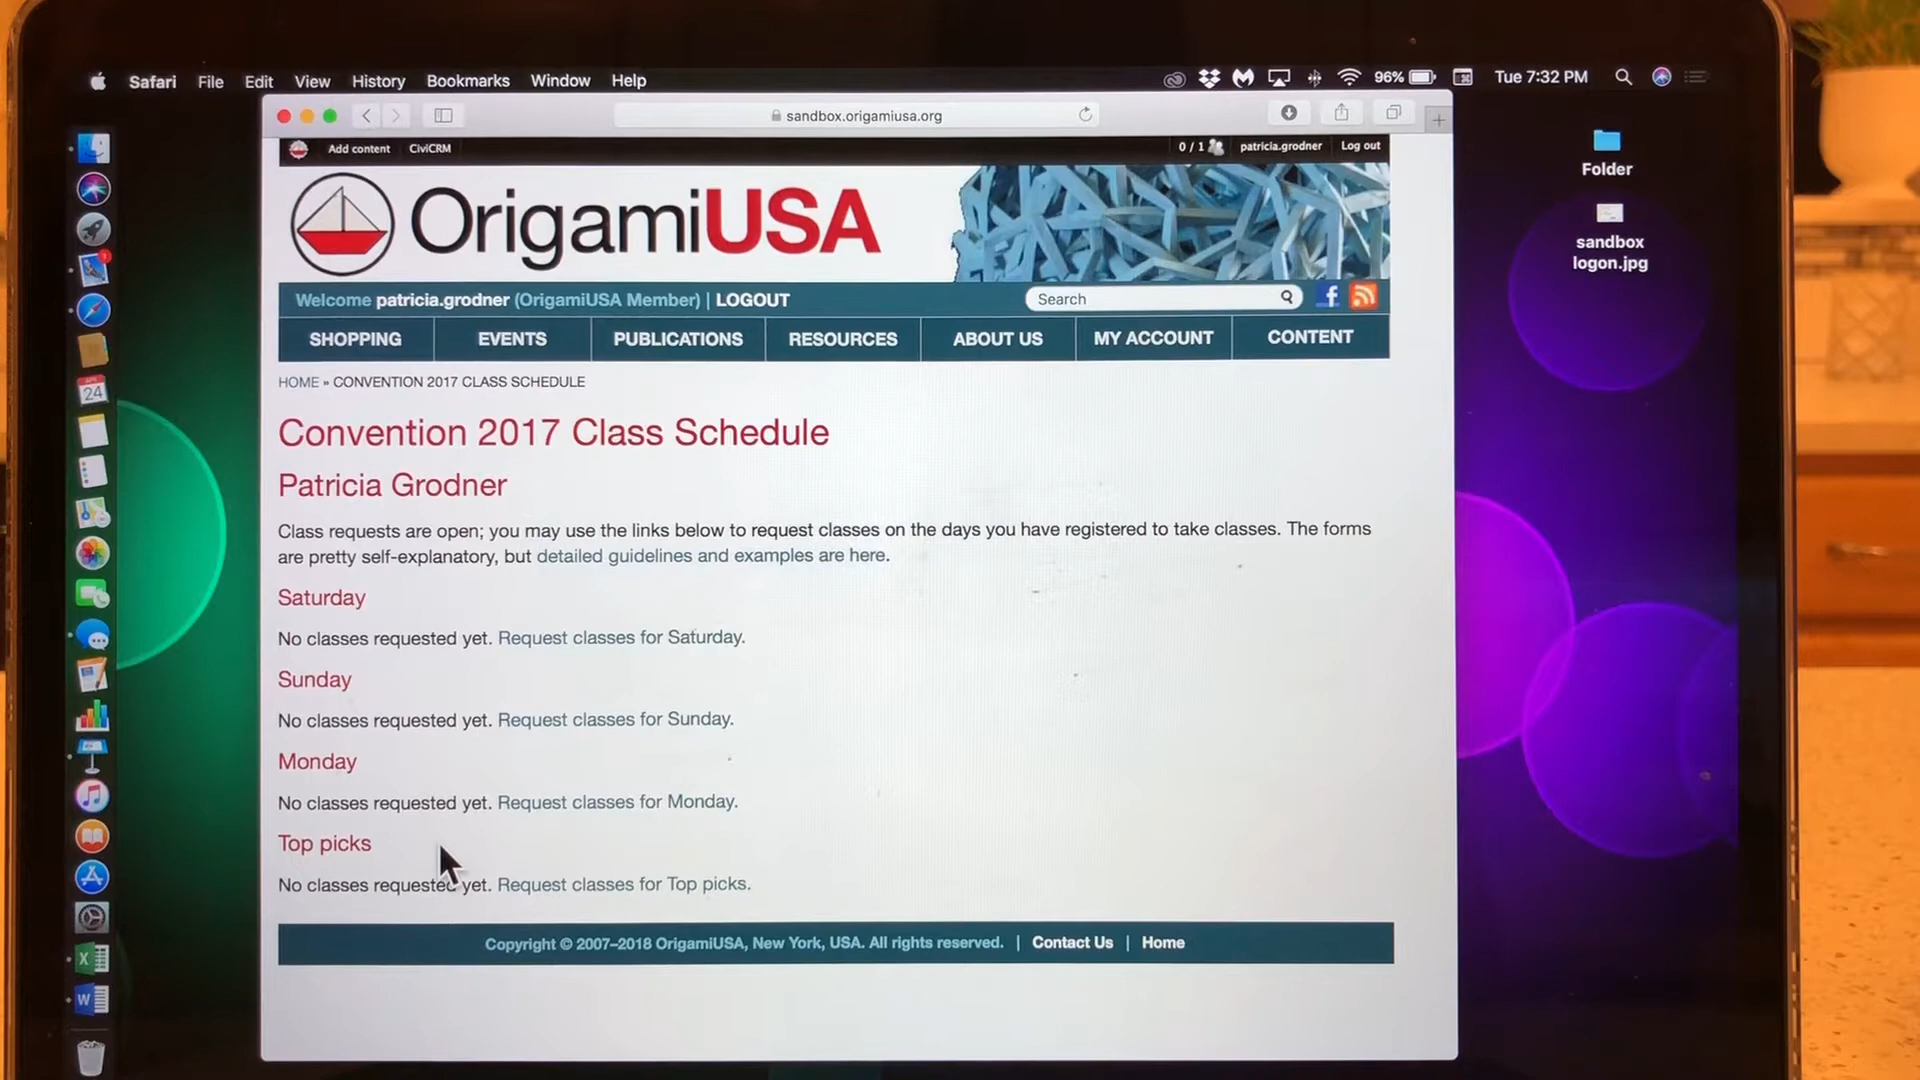 Safari File Edit View History Bookmarks Window Help 96% Tue 7:32 PM
sandbox.origamiusa.org
Add content CiviCRM 0 / 1 patricia.grodner Log out
OrigamiUSA
Welcome patricia.grodner (OrigamiUSA Member) | LOGOUT Search
SHOPPING EVENTS PUBLICATIONS RESOURCES ABOUT US MY ACCOUNT CONTENT
HOME » CONVENTION 2017 CLASS SCHEDULE
Convention 2017 Class Schedule
Patricia Grodner
Class requests are open; you may use the links below to request classes on the days you have registered to take classes. The forms
are pretty self-explanatory, but detailed guidelines and examples are here.
Saturday
No classes requested yet. Request classes for Saturday.
Sunday
No classes requested yet. Request classes for Sunday.
Monday
No classes requested yet. Request classes for Monday.
Top picks
No classes requested yet. Request classes for Top picks.
Copyright © 2007–2018 OrigamiUSA, New York, USA. All rights reserved. | Contact Us | Home
Folder
sandbox
logon.jpg
24